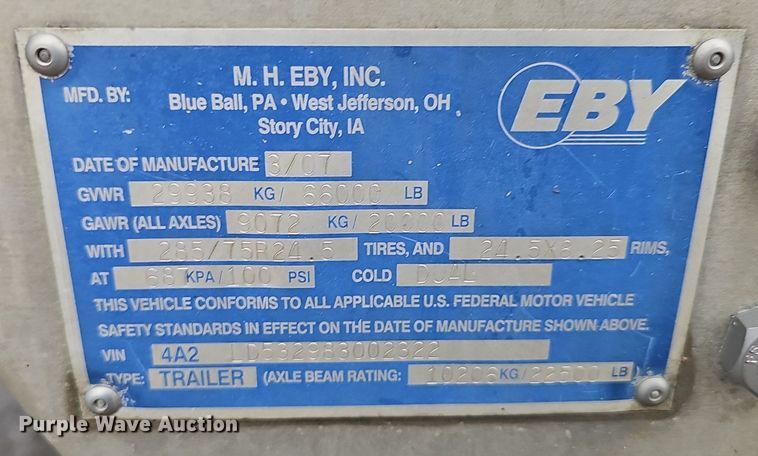 M. H. EBY, INC.
MFD. BY:
Blue Ball, PA • West Jefferson, OH
Story City, IA
EBY
DATE OF MANUFACTURE 3/07
GVWR 29938 KG/ 66000 LB
GAWR (ALL AXLES) 9072 KG/ 20000 LB
WITH 285/75R24.5 TIRES, AND 24.5X8.25 RIMS,
AT 687 KPA/100 PSI COLD DUAL
THIS VEHICLE CONFORMS TO ALL APPLICABLE U.S. FEDERAL MOTOR VEHICLE
SAFETY STANDARDS IN EFFECT ON THE DATE OF MANUFACTURE SHOWN ABOVE.
VIN 4A2 LD532983002322
TYPE: TRAILER (AXLE BEAM RATING: 10206 KG/22500 LB)
Purple Wave Auction